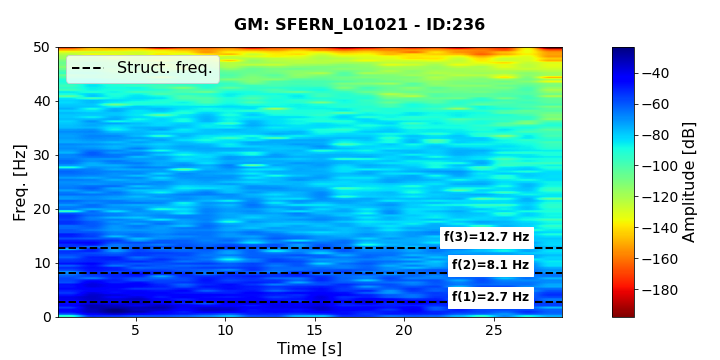 GM: SFERN_L01021 - ID:236
Struct. freq.
Freq. [Hz]
50
40
30
20
10
0
f(3)=12.7 Hz
f(2)=8.1 Hz
f(1)=2.7 Hz
5 10 15 20 25
Time [s]
−40
−60
−80
−100
−120
−140
−160
−180
Amplitude [dB]